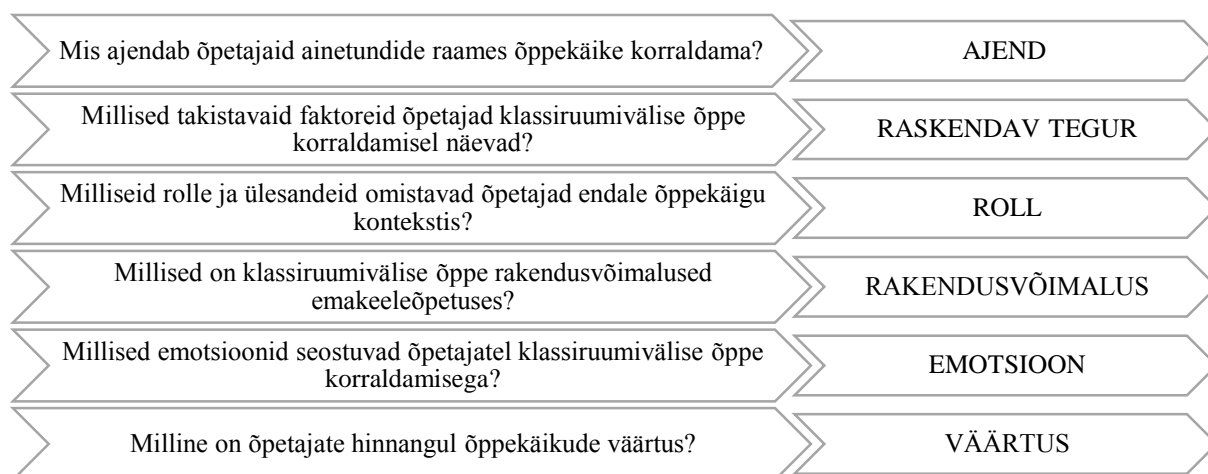 Mis ajendab õpetajaid ainetundide raames õppekäike korraldama?
AJEND
Millised takistavaid faktoreid õpetajad klassiruumivälise õppe
korraldamisel näevad?
RASKENDAV TEGUR
Milliseid rolle ja ülesandeid omistavad õpetajad endale õppekäigu
kontekstis?
ROLL
Millised on klassiruumivälise õppe rakendusvõimalused
emakeeleõpetuses?
RAKENDUSVÕIMALUS
Millised emotsioonid seostuvad õpetajatel klassiruumivälise õppe
korraldamisega?
EMOTSIOON
Milline on õpetajate hinnangul õppekäikude väärtus?
VÄÄRTUS